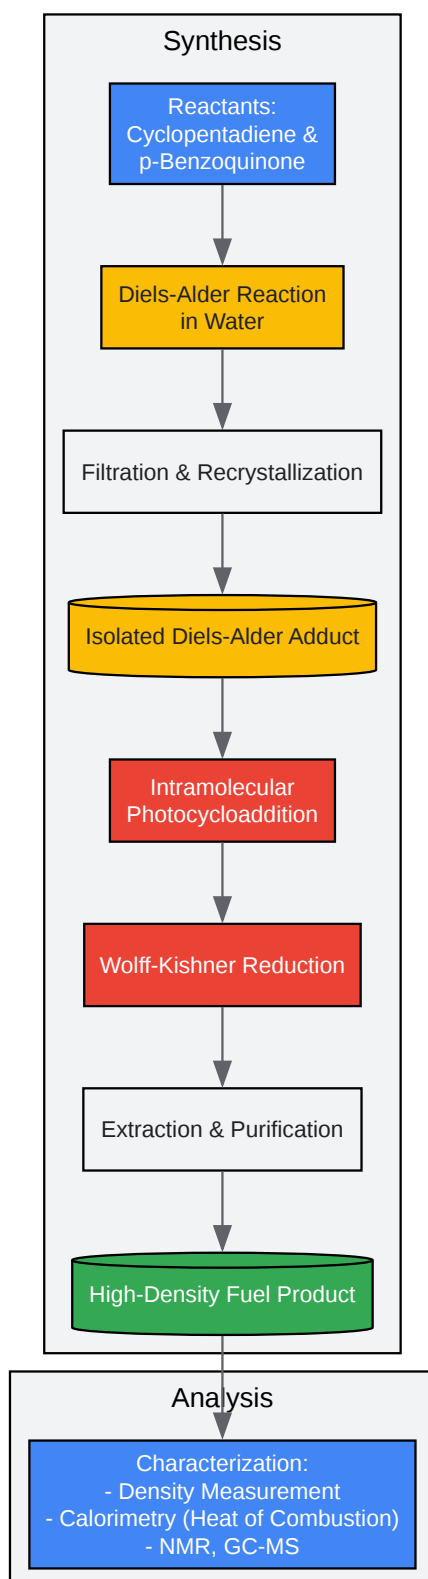 Synthesis
Reactants:
Cyclopentadiene &
p-Benzoquinone
Diels-Alder Reaction
in Water
Filtration & Recrystallization
Isolated Diels-Alder Adduct
Intramolecular
Photocycloaddition
Wolff-Kishner Reduction
Extraction & Purification
High-Density Fuel Product
Analysis
Characterization:
- Density Measurement
- Calorimetry (Heat of Combustion)
- NMR, GC-MS